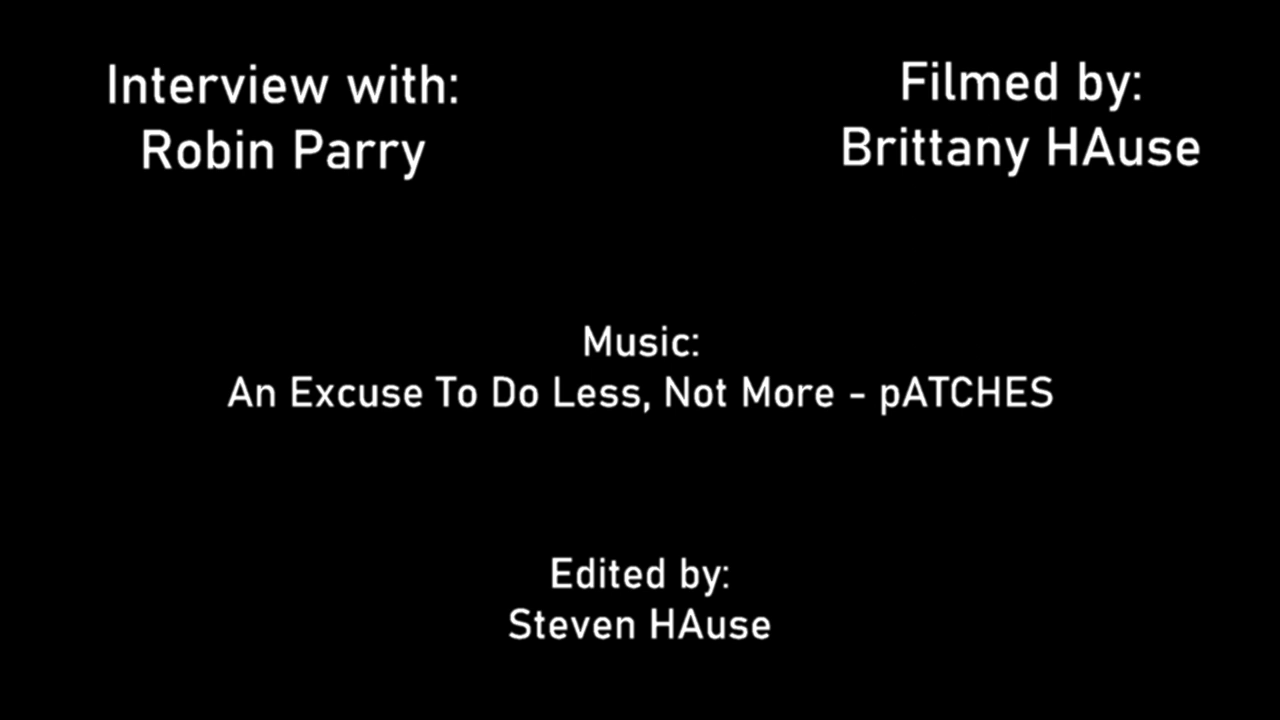 Interview with:
Robin Parry
Filmed by:
Brittany HAuse
Music:
An Excuse To Do Less, Not More - pATCHES
Edited by:
Steven HAuse